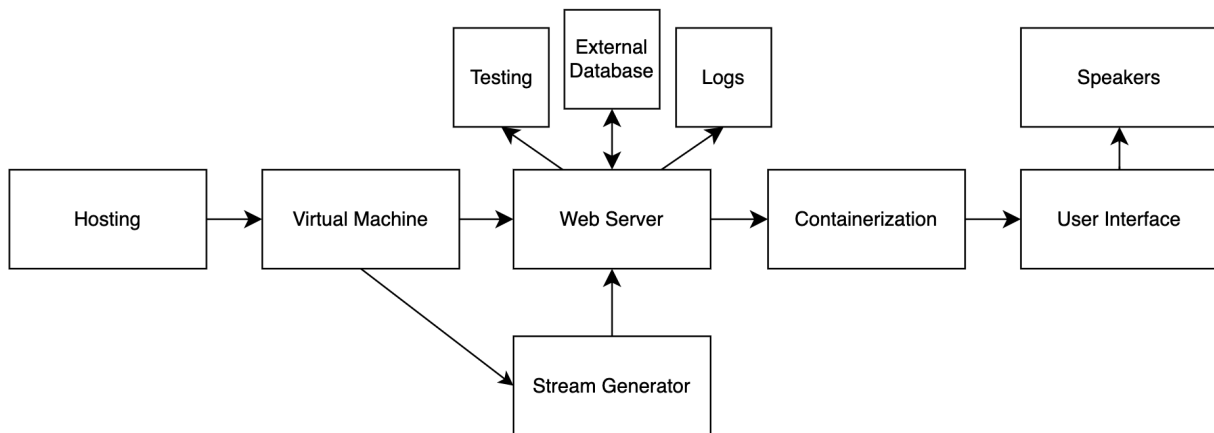 External
Database
Testing
Logs
Speakers
Hosting
Virtual Machine
Web Server
Containerization
User Interface
Stream Generator